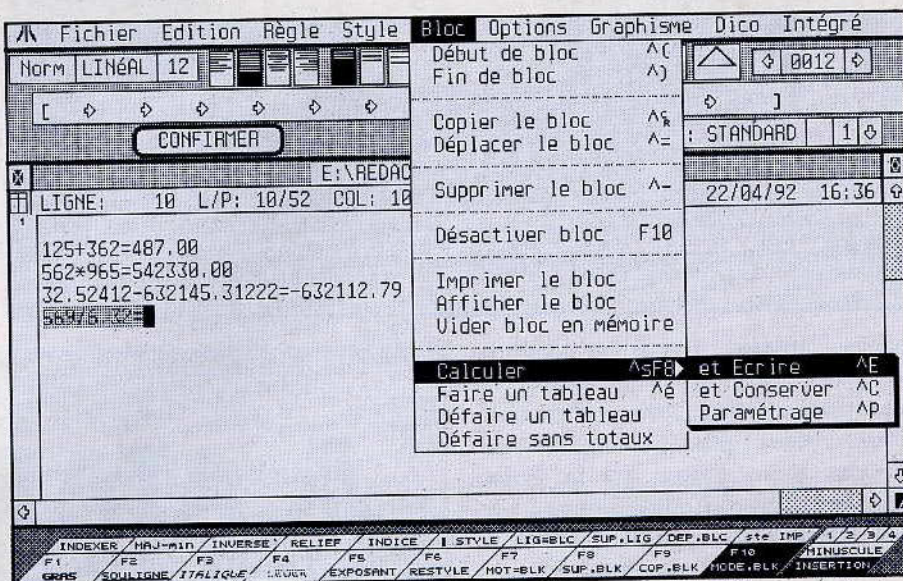 Fichier Edition Règle Style Bloc Options Graphisme Dico Intégré
Norm LINéAL 12
0012
[ ]
CONFIRMER
: STANDARD 1
E:\REDAC
LIGNE: 10 L/P: 10/52 COL: 10
22/04/92 16:36
1
125+362=487.00
562*965=542330.00
32.52412-632145.31222=-632112.79
Début de bloc ^(
Fin de bloc ^)
Copier le bloc
Déplacer le bloc ^=
Supprimer le bloc ^-
Désactiver bloc F10
Imprimer le bloc
Afficher le bloc
Vider bloc en mémoire
Calculer ^sF8
Faire un tableau ^é
Défaire un tableau
Défaire sans totaux
et Ecrire ^E
et Conserver ^C
Paramétrage ^P
INDEXER MAJ-min INVERSE RELIEF INDICE STYLE LIG=BLC SUP.LIG DEP.BLC ste IMP 1/2/3/4
F1 F2 F3 F4 F5 F6 F7 F8 F9 F10 MINUSCULE
GRAS SOULIGNE ITALIQUE LEGER EXPOSANT RESTYLE MOT=BLK SUP.BLK COP.BLK MODE.BLK INSERTION